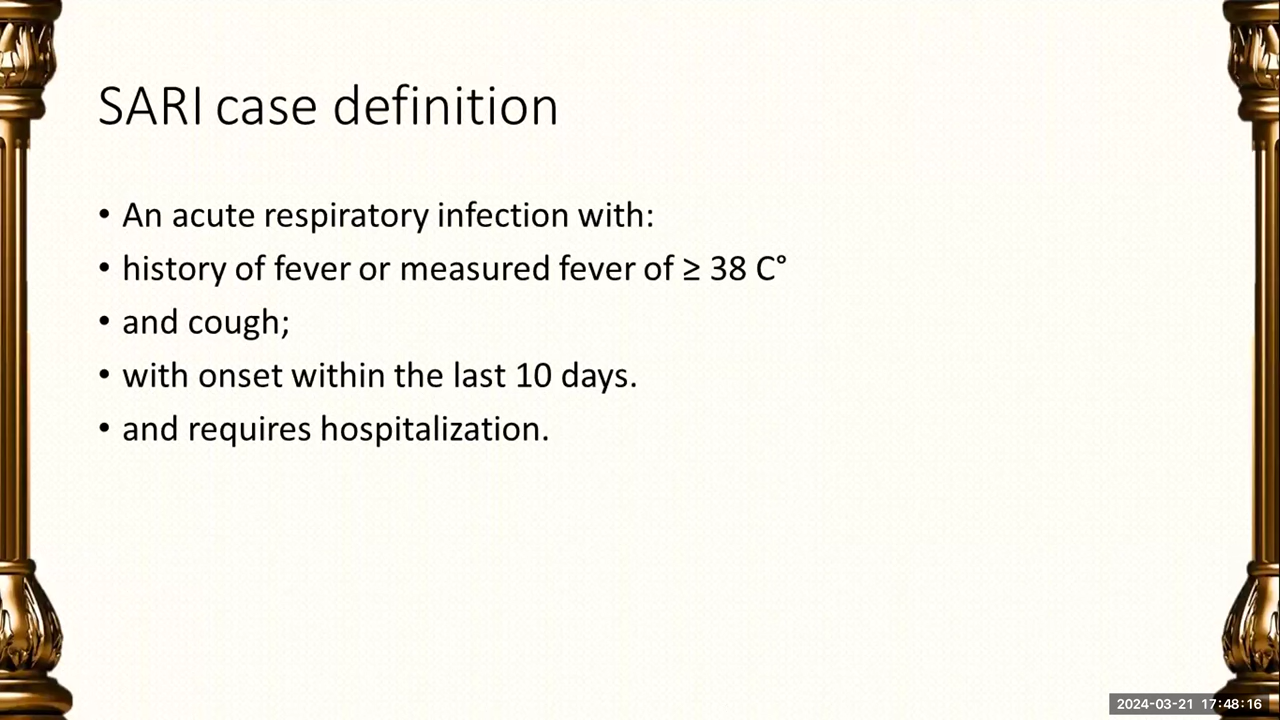 SARI case definition
• An acute respiratory infection with:
• history of fever or measured fever of ≥ 38 C°
• and cough;
• with onset within the last 10 days.
• and requires hospitalization.
2024-03-21 17:48:16